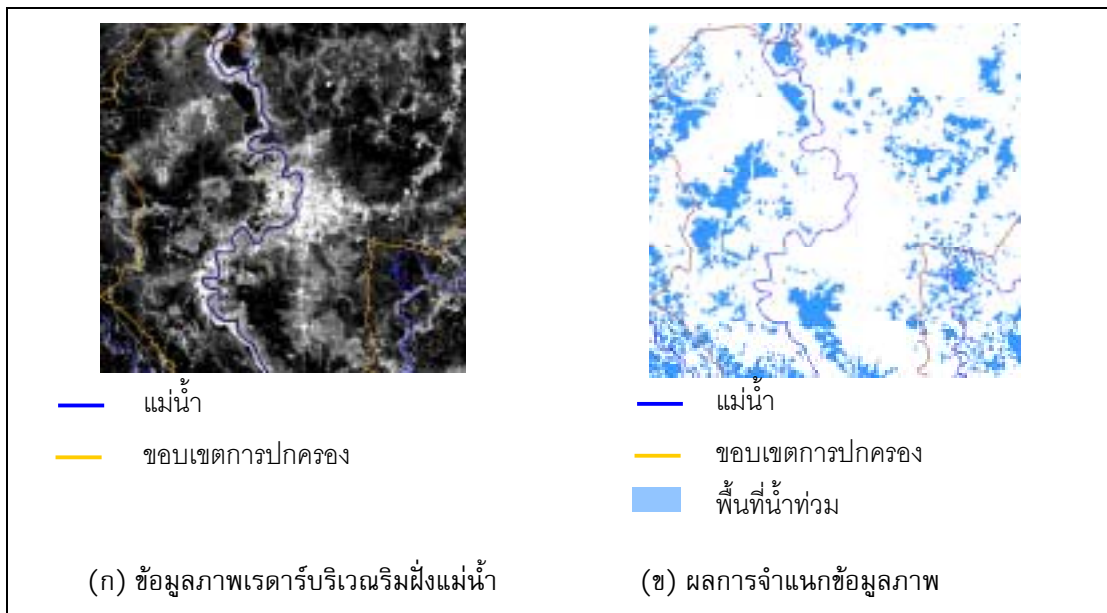 แม่น้ำ
ขอบเขตการปกครอง
แม่น้ำ
ขอบเขตการปกครอง
พื้นที่น้ำท่วม
(ก) ข้อมูลภาพเรดาร์บริเวณริมฝั่งแม่น้ำ
(ข) ผลการจำแนกข้อมูลภาพ